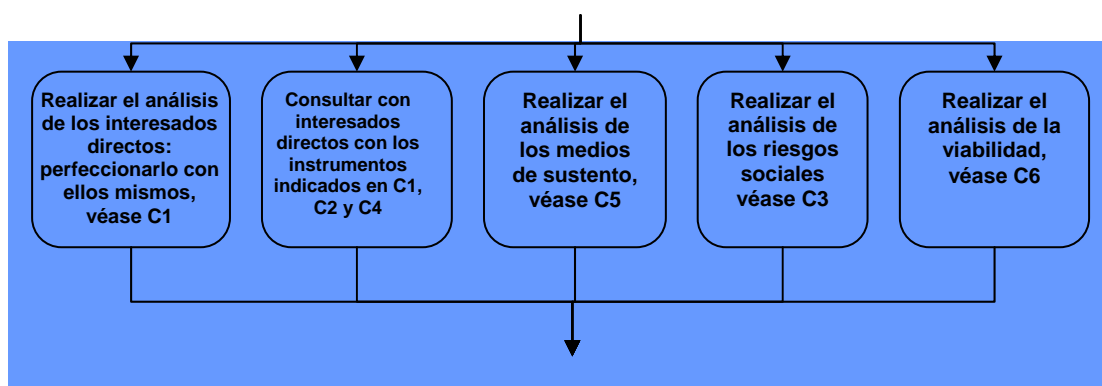 Realizar el análisis
de los interesados
directos:
perfeccionarlo con
ellos mismos,
véase C1
Consultar con
interesados
directos con los
instrumentos
indicados en C1,
C2 y C4
Realizar el
análisis de
los medios
de sustento,
véase C5
Realizar el
análisis de
los riesgos
sociales
véase C3
Realizar el
análisis de la
viabilidad,
véase C6